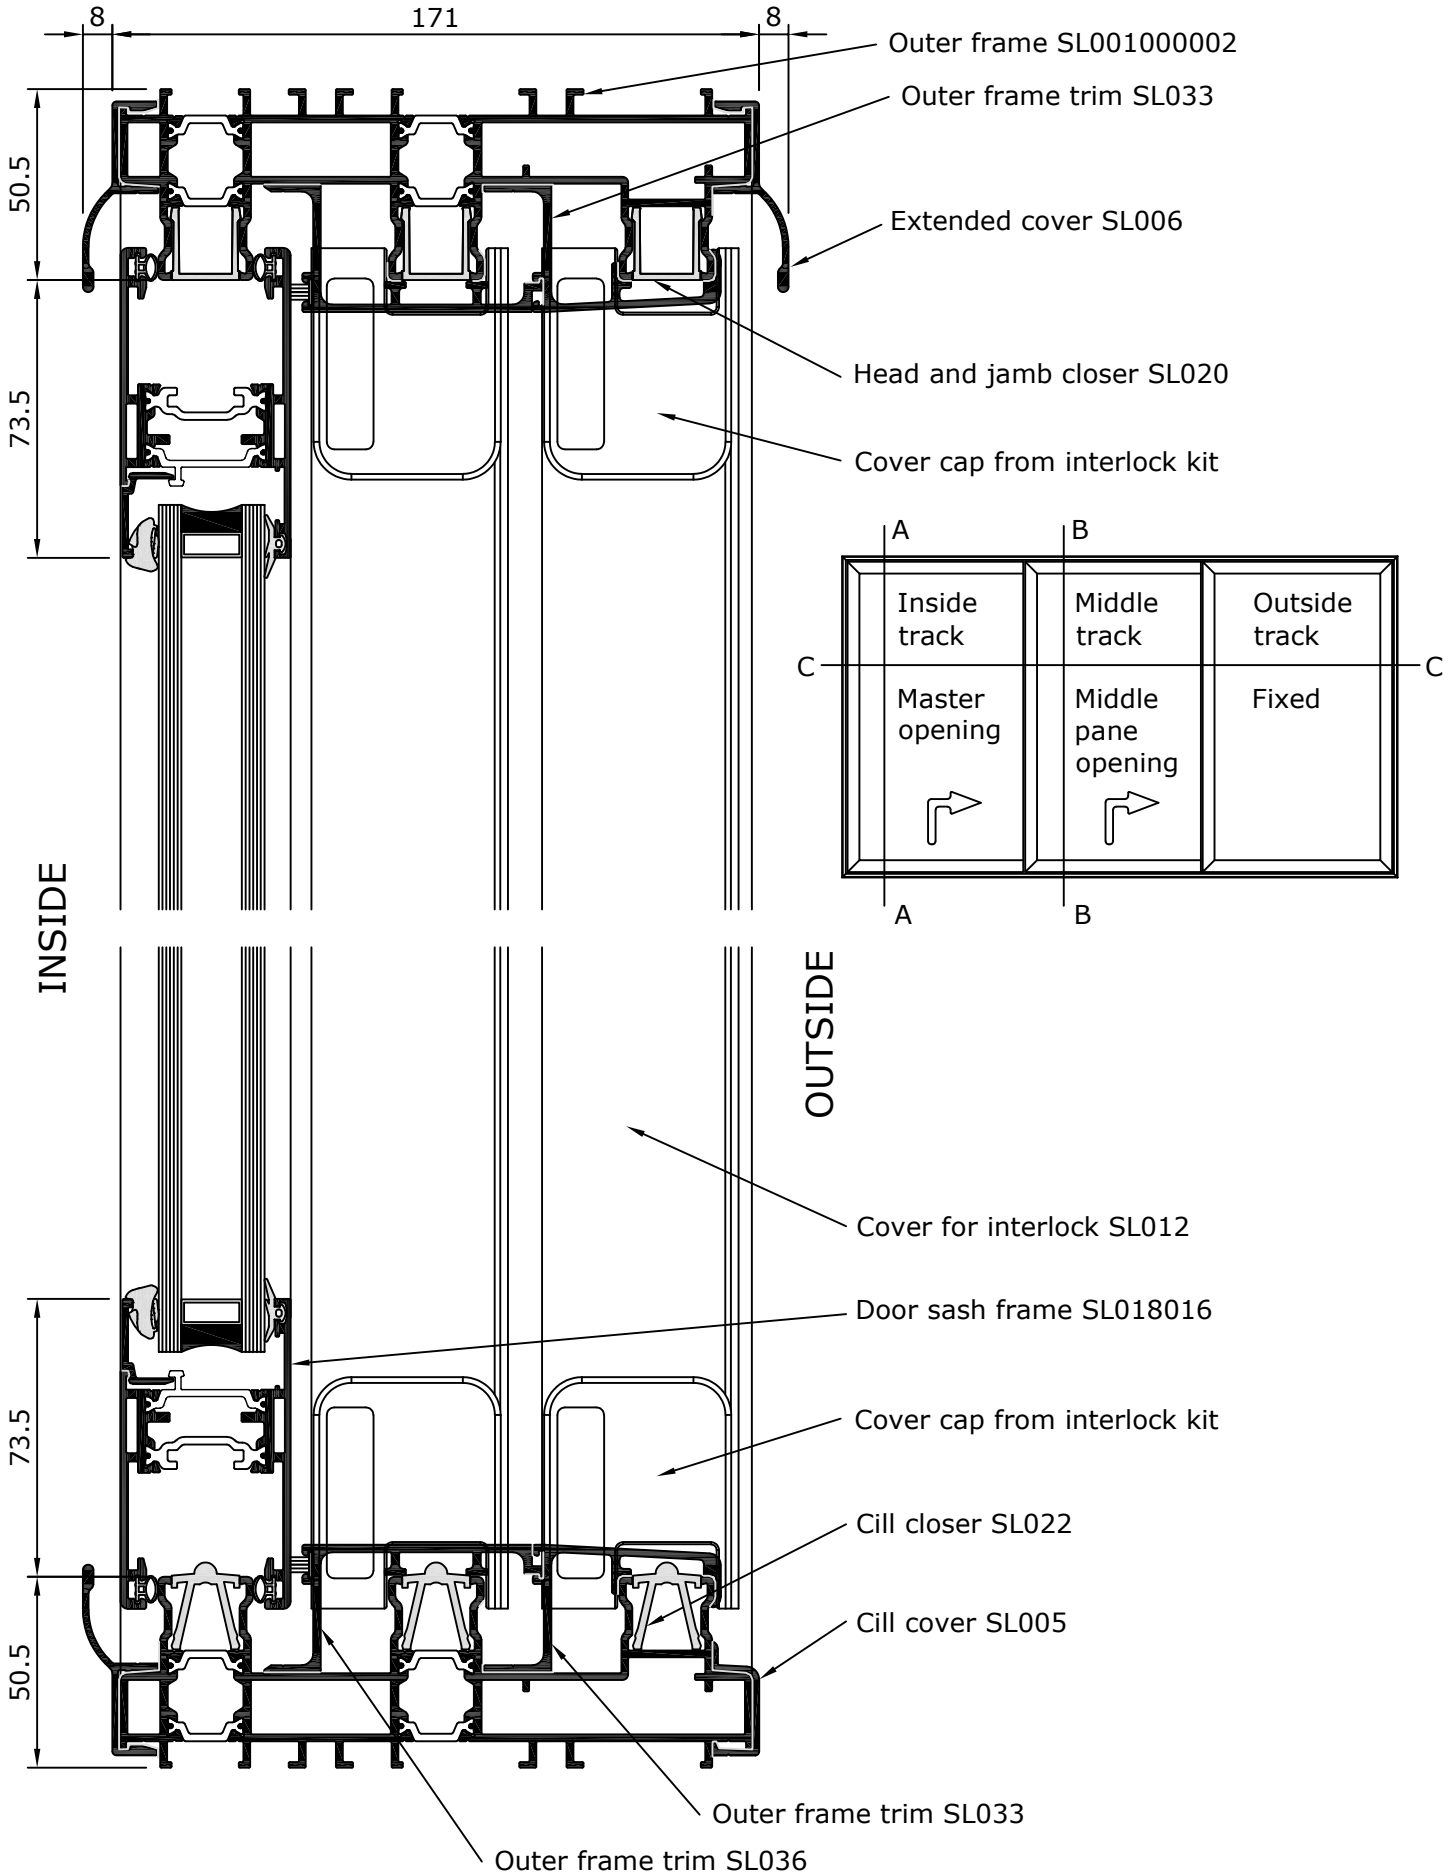 8
171
8
Outer frame SL001000002
Outer frame trim SL033
50.5
Extended cover SL006
Head and jamb closer SL020
73.5
Cover cap from interlock kit
A
B
Inside
track
Middle
track
Outside
track
C
C
Master
opening
Middle
pane
opening
Fixed
A
B
INSIDE
OUTSIDE
Cover for interlock SL012
Door sash frame SL018016
73.5
Cover cap from interlock kit
Cill closer SL022
Cill cover SL005
50.5
Outer frame trim SL033
Outer frame trim SL036